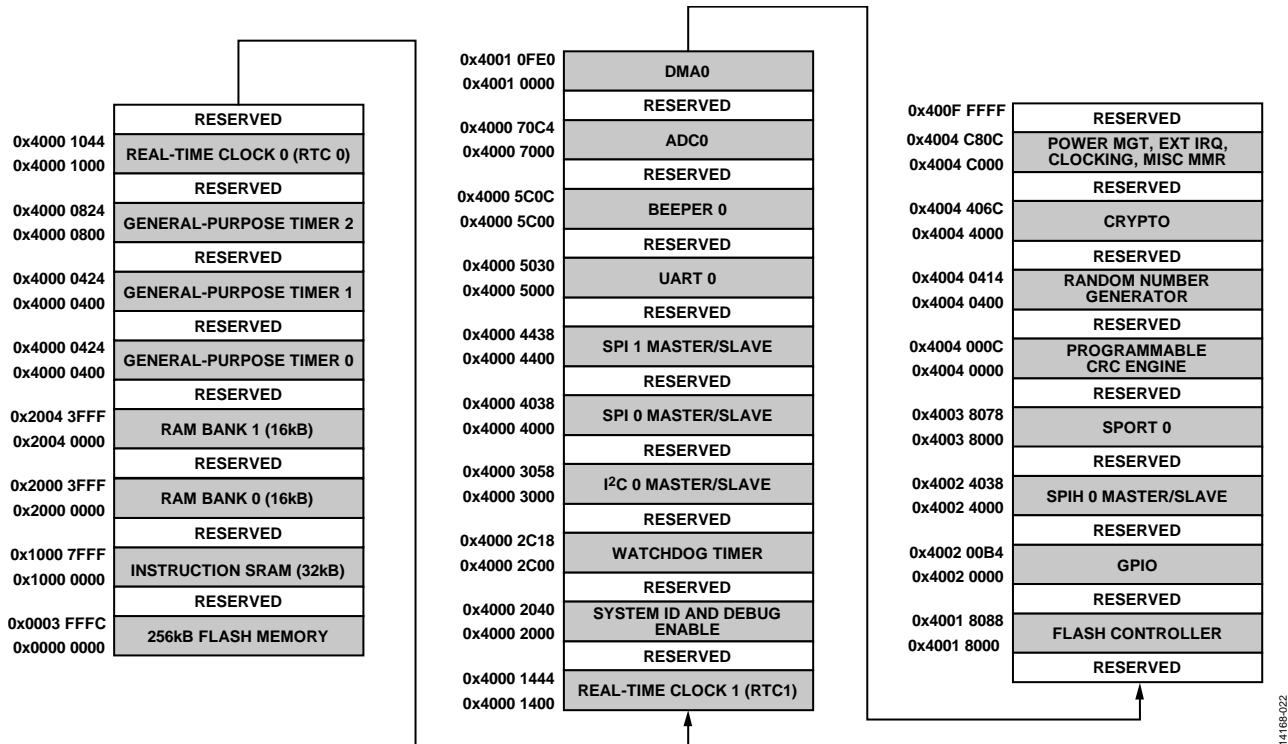 RESERVED
0x4000 1044
REAL-TIME CLOCK 0 (RTC 0)
0x4000 1000
RESERVED
0x4000 0824
GENERAL-PURPOSE TIMER 2
0x4000 0800
RESERVED
0x4000 0424
GENERAL-PURPOSE TIMER 1
0x4000 0400
RESERVED
0x4000 0424
GENERAL-PURPOSE TIMER 0
0x4000 0400
RESERVED
0x2004 3FFF
RAM BANK 1 (16kB)
0x2004 0000
RESERVED
0x2000 3FFF
RAM BANK 0 (16kB)
0x2000 0000
RESERVED
0x1000 7FFF
INSTRUCTION SRAM (32kB)
0x1000 0000
RESERVED
0x0003 FFFC
256kB FLASH MEMORY
0x0000 0000
0x4001 0FE0
DMA0
0x4001 0000
RESERVED
0x4000 70C4
ADC0
0x4000 7000
RESERVED
0x4000 5C0C
BEEPER 0
0x4000 5C00
RESERVED
0x4000 5030
UART 0
0x4000 5000
RESERVED
0x4000 4438
SPI 1 MASTER/SLAVE
0x4000 4400
RESERVED
0x4000 4038
SPI 0 MASTER/SLAVE
0x4000 4000
RESERVED
0x4000 3058
I2C 0 MASTER/SLAVE
0x4000 3000
RESERVED
0x4000 2C18
WATCHDOG TIMER
0x4000 2C00
RESERVED
0x4000 2040
SYSTEM ID AND DEBUG
ENABLE
0x4000 2000
RESERVED
0x4000 1444
REAL-TIME CLOCK 1 (RTC1)
0x4000 1400
0x400F FFFF
RESERVED
0x4004 C80C
POWER MGT, EXT IRQ,
CLOCKING, MISC MMR
0x4004 C000
RESERVED
0x4004 406C
CRYPTO
0x4004 4000
RESERVED
0x4004 0414
RANDOM NUMBER
GENERATOR
0x4004 0400
RESERVED
0x4004 000C
PROGRAMMABLE
CRC ENGINE
0x4004 0000
RESERVED
0x4003 8078
SPORT 0
0x4003 8000
RESERVED
0x4002 4038
SPIH 0 MASTER/SLAVE
0x4002 4000
RESERVED
0x4002 00B4
GPIO
0x4002 0000
RESERVED
0x4001 8088
FLASH CONTROLLER
0x4001 8000
RESERVED
14168-022